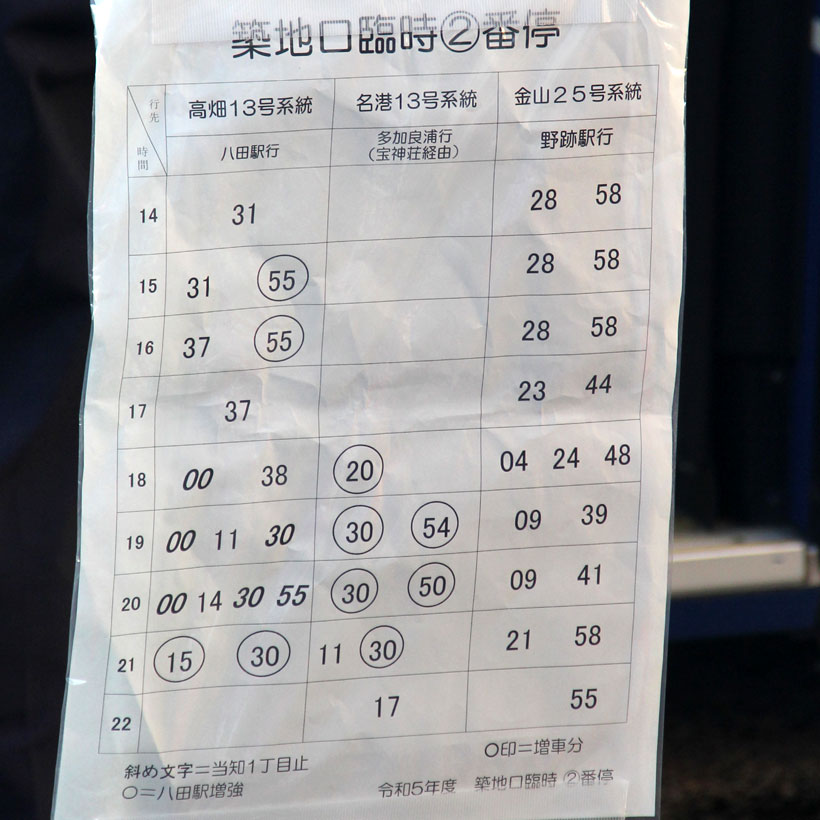 築地口臨時②番停
行先 高畑13号系統 名港13号系統 金山25号系統
時間 八田駅行 多加良浦行 野跡駅行
(宝神荘経由)
14 31 28 58
15 31 55 28 58
16 37 55 28 58
17 37 23 44
18 00 38 20 04 24 48
19 00 11 30 30 54 09 39
20 00 14 30 55 30 50 09 41
21 15 30 11 30 21 58
22 17 55
斜め文字=当知1丁目止 〇印=増車分
〇=八田駅増強 令和5年度 築地口臨時 ②番停